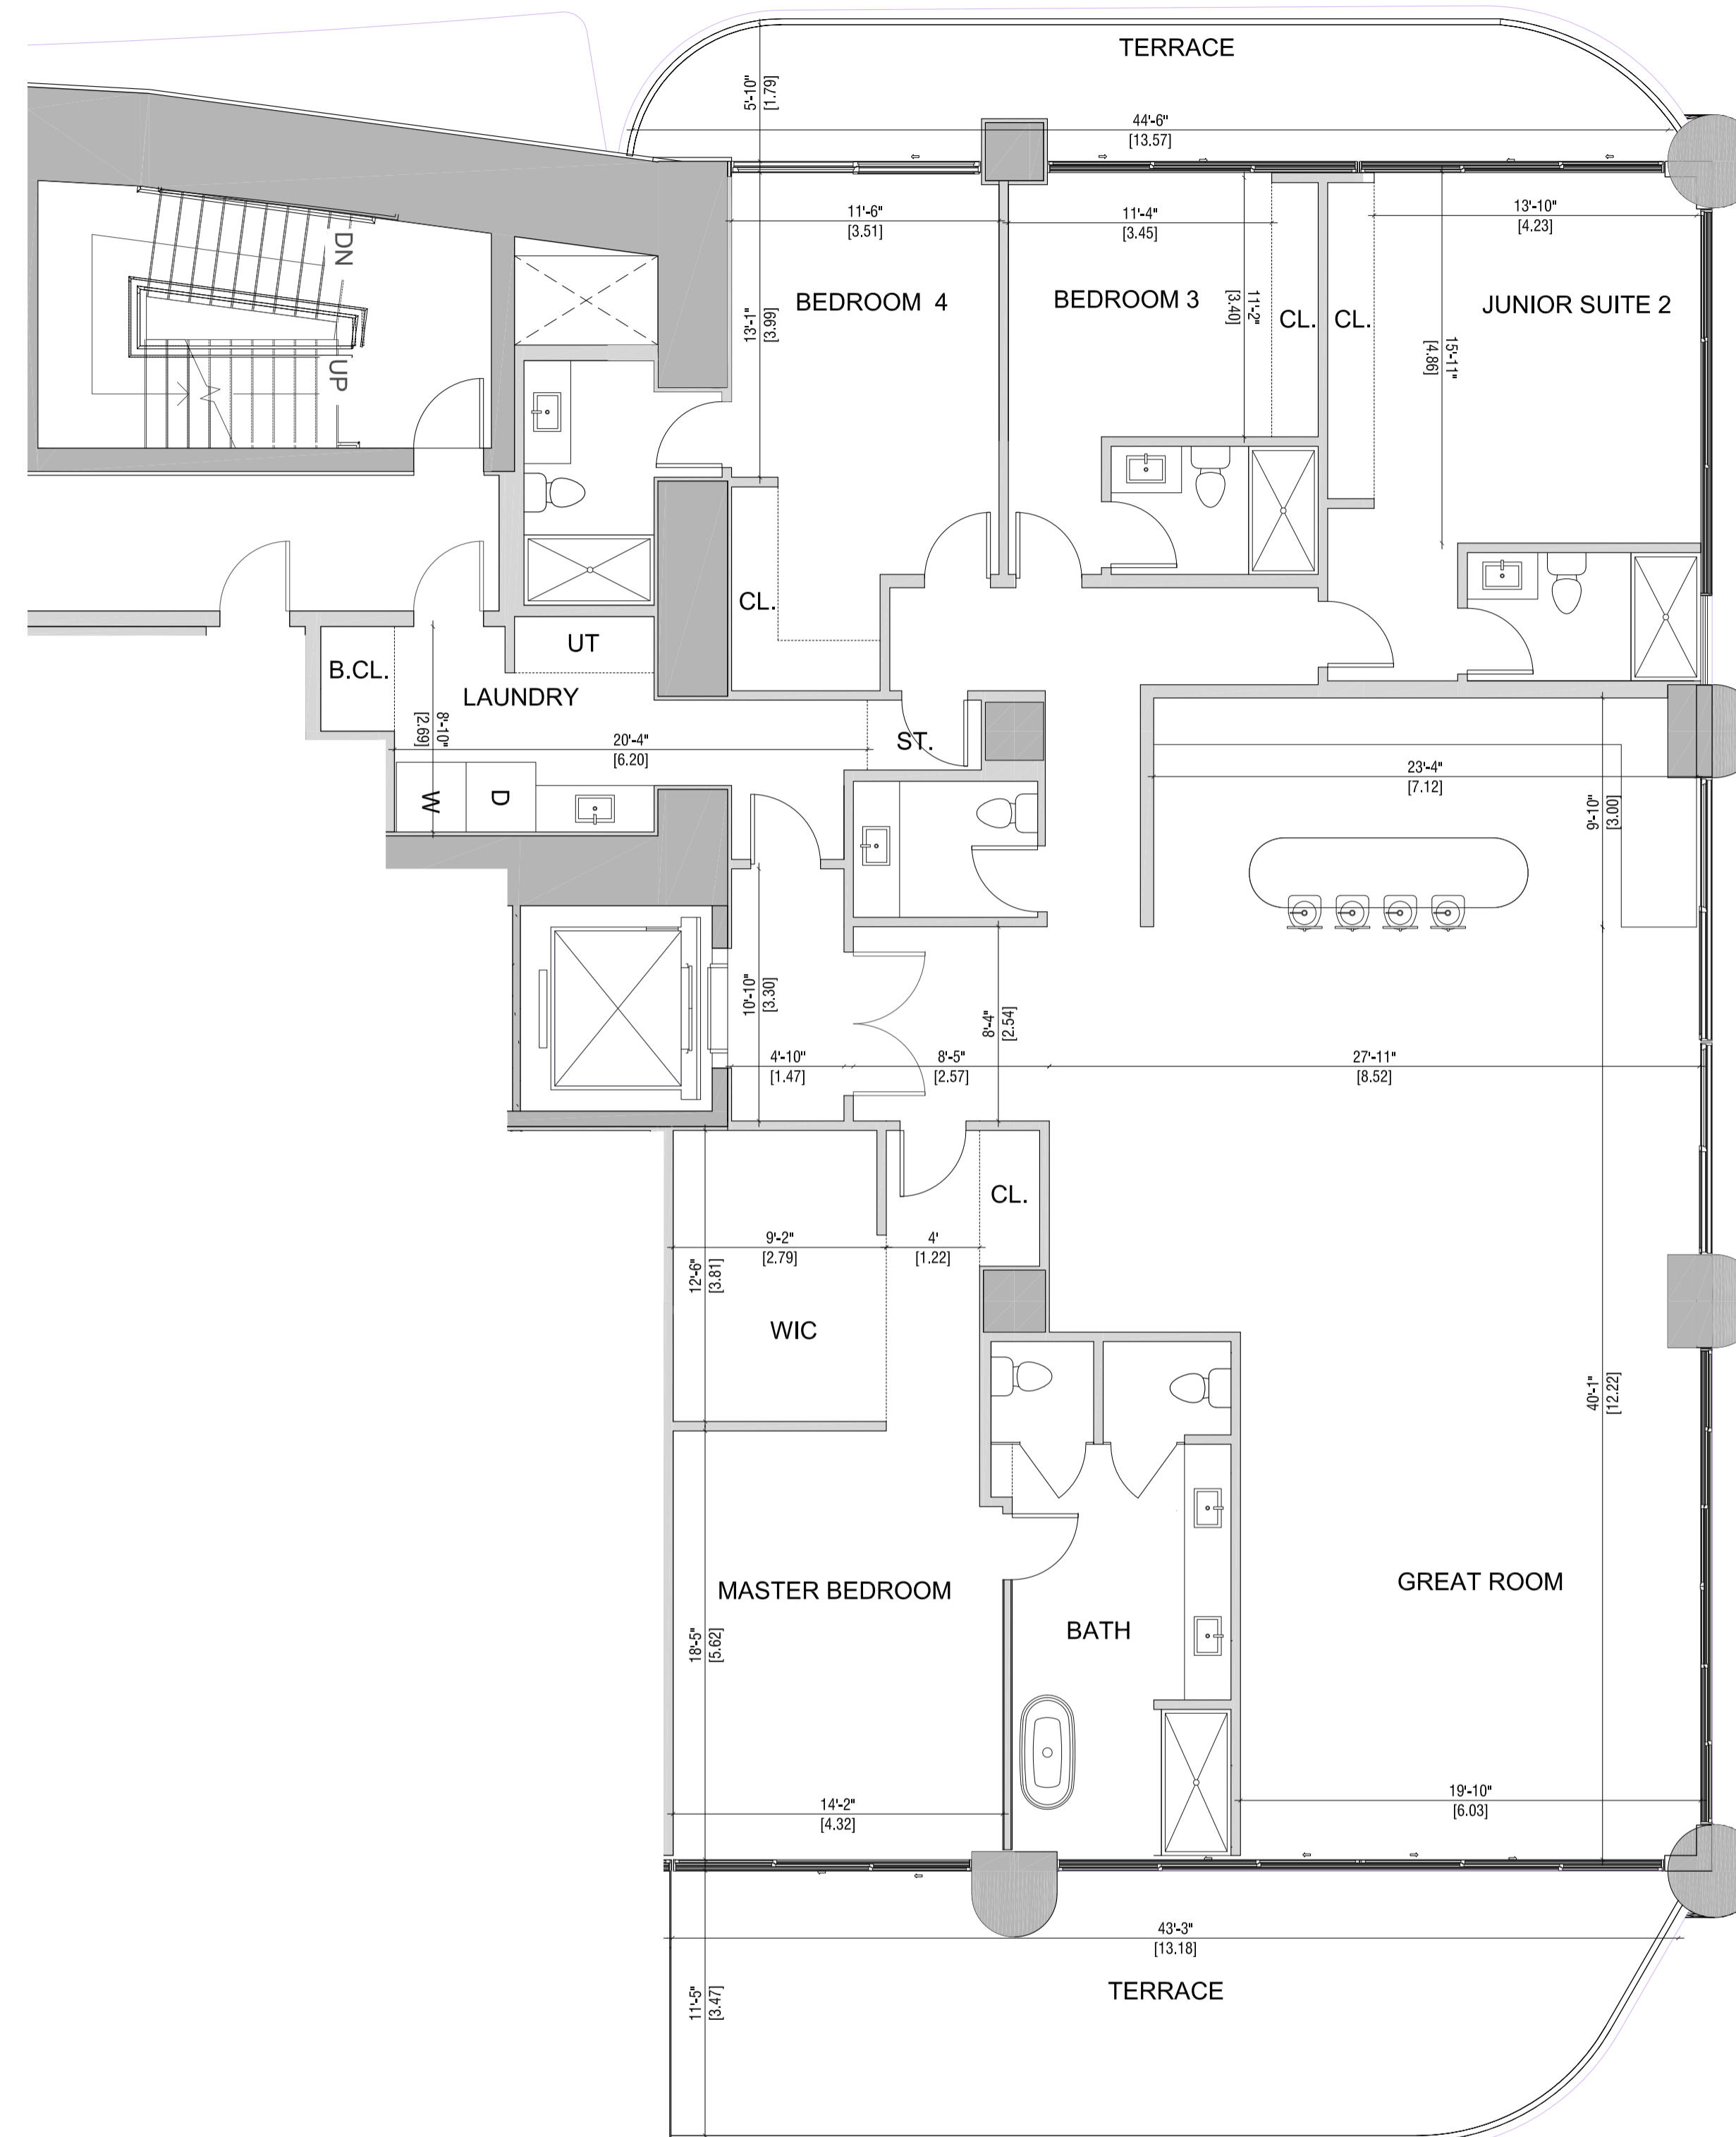 TERRACE
5'-10"
[1.79]
44'-6"
[13.57]
11'-6"
[3.51]
11'-4"
[3.45]
13'-10"
[4.23]
DN
UP
BEDROOM 4
13'-1"
[3.99]
BEDROOM 3
11'-2"
[3.40]
CL.
CL.
JUNIOR SUITE 2
15'-11"
[4.86]
CL.
UT
B.CL.
LAUNDRY
8'-10"
[2.69]
20'-4"
[6.20]
ST.
W
D
23'-4"
[7.12]
9'-10"
[3.00]
10'-10"
[3.30]
8'-4"
[2.54]
4'-10"
[1.47]
8'-5"
[2.57]
27'-11"
[8.52]
CL.
9'-2"
[2.79]
4'
[1.22]
12'-6"
[3.81]
WIC
40'-1"
[12.22]
MASTER BEDROOM
GREAT ROOM
18'-5"
[5.62]
BATH
14'-2"
[4.32]
19'-10"
[6.03]
43'-3"
[13.18]
TERRACE
11'-5"
[3.47]